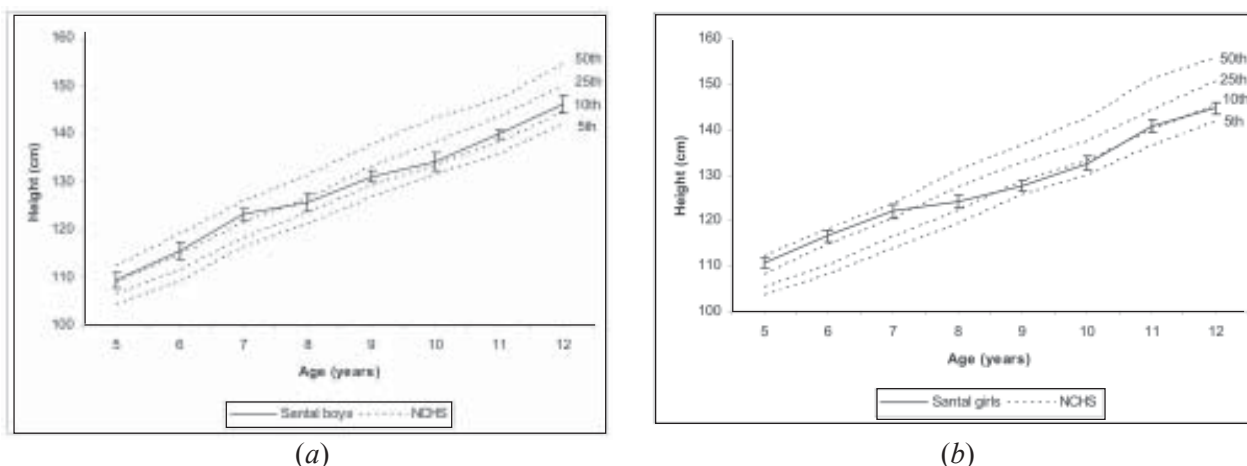 160
150
140
130
120
110
100
Height (cm)
50th
25th
10th
5th
5 6 7 8 9 10 11 12
Age (years)
Santal boys NCHS
(a)
160
150
140
130
120
110
100
Height (cm)
50th
25th
10th
5th
5 6 7 8 9 10 11 12
Age (years)
Santal girls NCHS
(b)